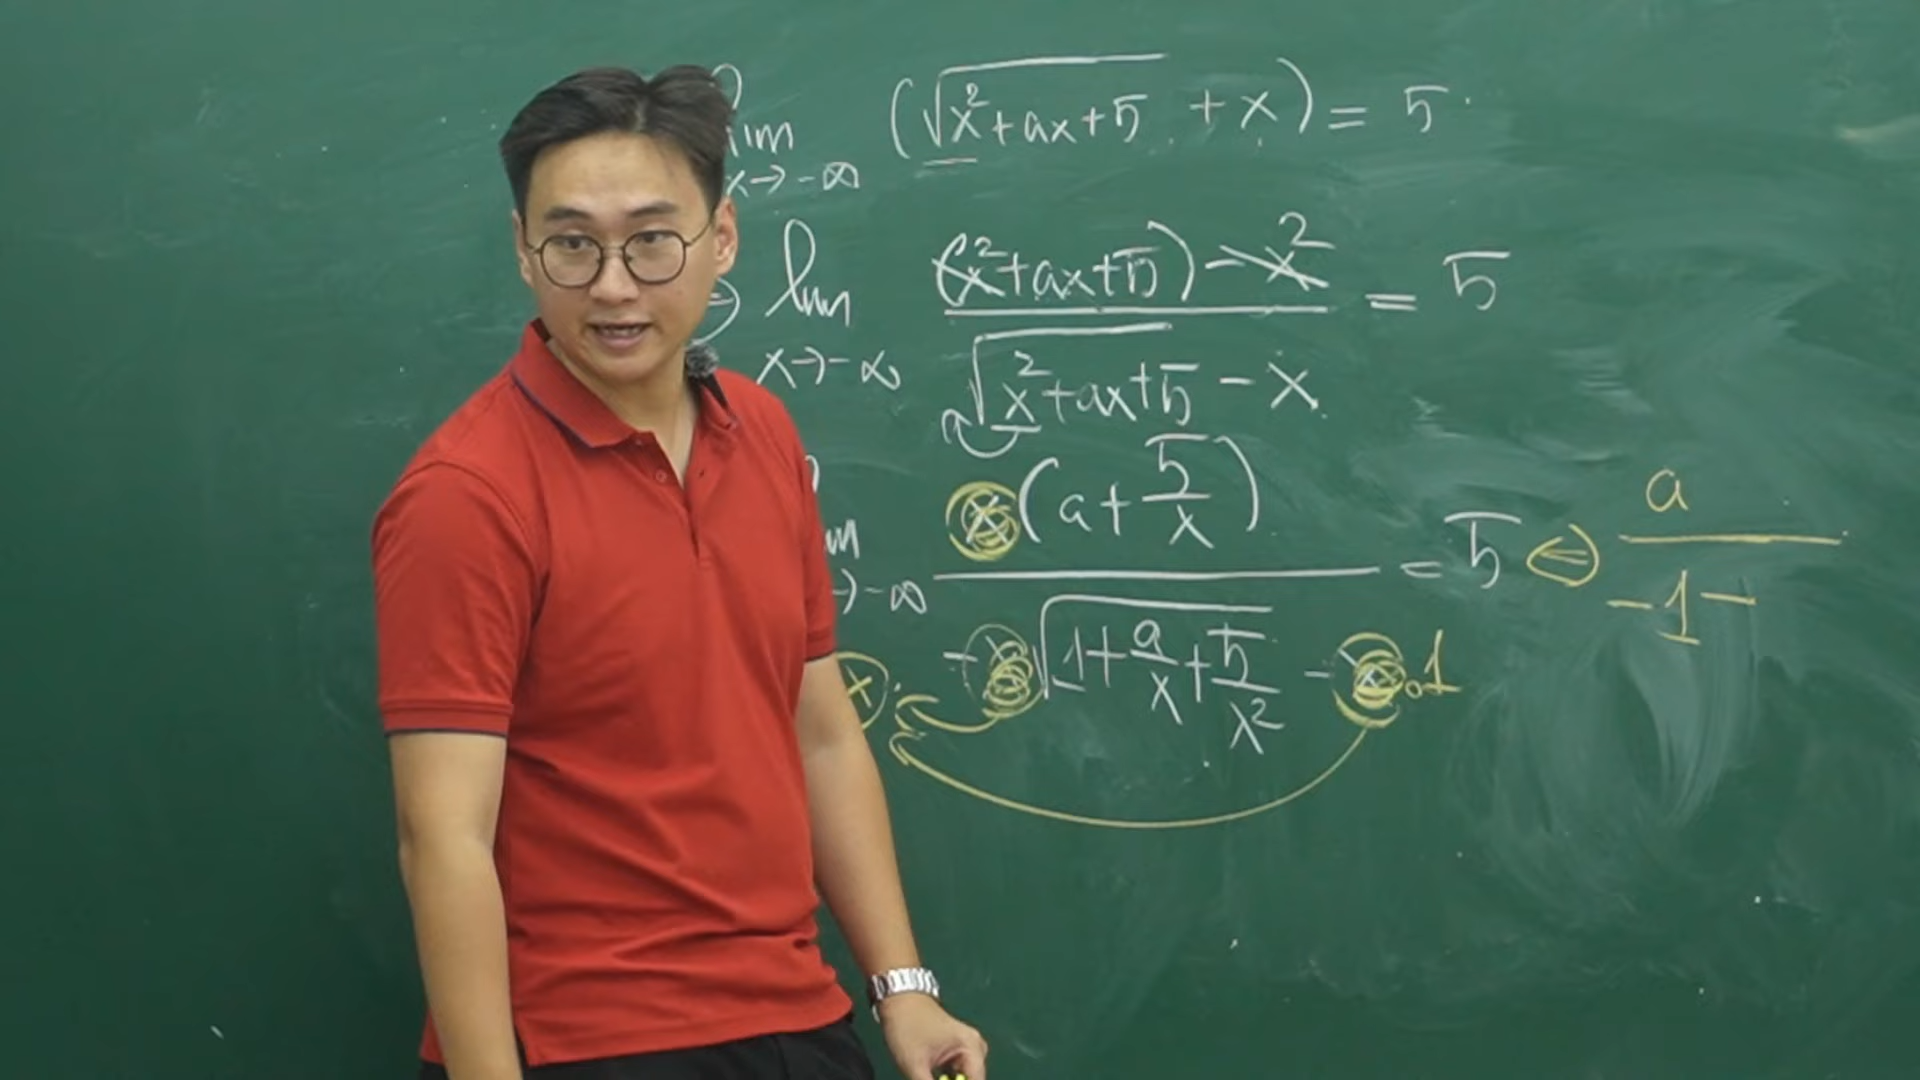 lim (√x²+ax+5 + x) = 5
x→-∞
lim (x²+ax+5) - x² = 5
x→-∞ √x²+ax+5 - x
x(a + 5/x) = 5 ⇔ a
→-∞ -x√1+a/x+5/x² - x.1 -1-
x